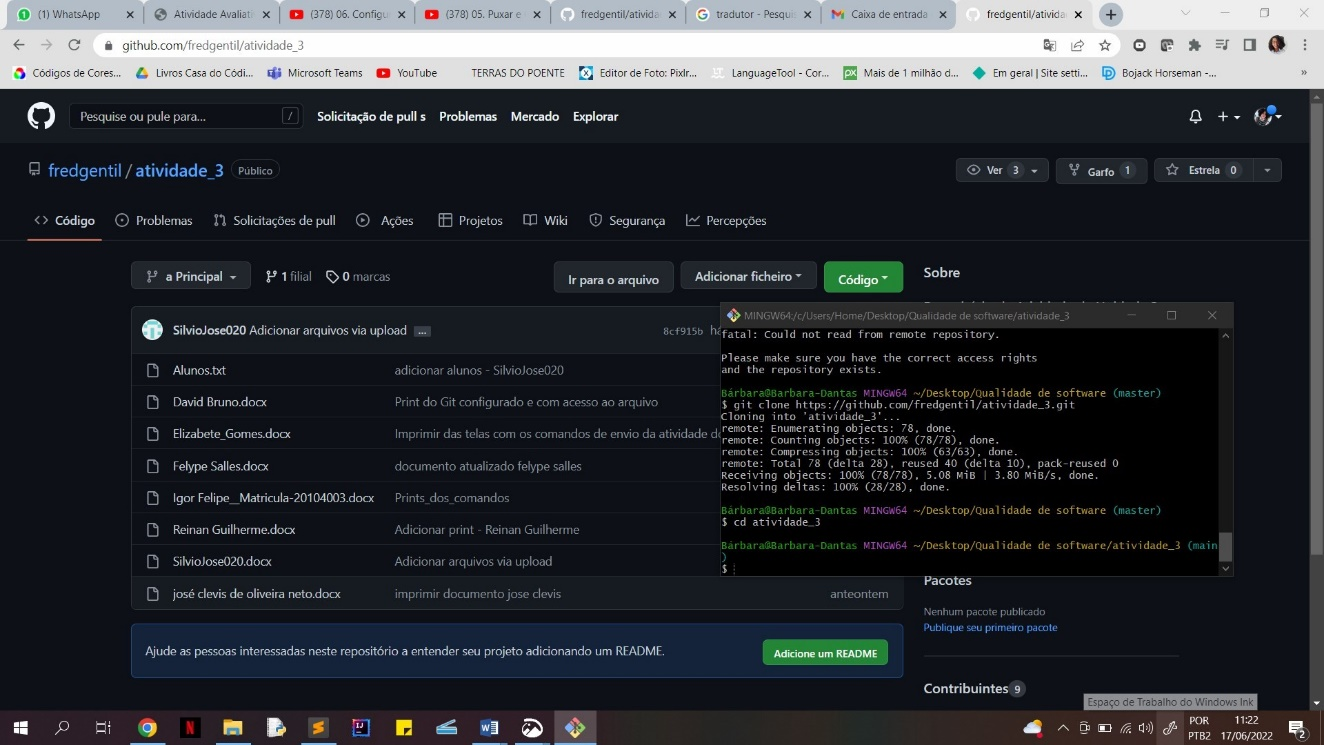 (1) WhatsApp
Atividade Avaliati
(378) 06. Configu
(378) 05. Puxar e
fredgentil/ativida
tradutor - Pesquis
Caixa de entrada
fredgentil/ativida
github.com/fredgentil/atividade_3
Códigos de Cores...
Livros Casa do Códi...
Microsoft Teams
YouTube
TERRAS DO POENTE
Editor de Foto: Pixlr...
LanguageTool - Cor...
Mais de 1 milhão d...
Em geral | Site setti...
Bojack Horseman -...
»
Pesquise ou pule para...
/
Solicitação de pull s
Problemas
Mercado
Explorar
fredgentil / atividade_3
Público
Ver 3
Garfo 1
Estrela 0
Código
Problemas
Solicitações de pull
Ações
Projetos
Wiki
Segurança
Percepções
a Principal
1 filial
0 marcas
Ir para o arquivo
Adicionar ficheiro
Código
Sobre
SilvioJose020 Adicionar arquivos via upload ...
8cf915b
Alunos.txt
adicionar alunos - SilvioJose020
David Bruno.docx
Print do Git configurado e com acesso ao arquivo
Elizabete_Gomes.docx
Imprimir das telas com os comandos de envio da atividade do
Felype Salles.docx
documento atualizado felype salles
Igor Felipe__Matricula-20104003.docx
Prints_dos_comandos
Reinan Guilherme.docx
Adicionar print - Reinan Guilherme
SilvioJose020.docx
Adicionar arquivos via upload
josé clevis de oliveira neto.docx
imprimir documento jose clevis
anteontem
MINGW64:/c/Users/Home/Desktop/Qualidade de software/atividade_3
fatal: Could not read from remote repository.
Please make sure you have the correct access rights
and the repository exists.
Bárbara@Barbara-Dantas MINGW64 ~/Desktop/Qualidade de software (master)
$ git clone https://github.com/fredgentil/atividade_3.git
Cloning into 'atividade_3'...
remote: Enumerating objects: 78, done.
remote: Counting objects: 100% (78/78), done.
remote: Compressing objects: 100% (63/63), done.
remote: Total 78 (delta 28), reused 40 (delta 10), pack-reused 0
Receiving objects: 100% (78/78), 5.08 MiB | 3.80 MiB/s, done.
Resolving deltas: 100% (28/28), done.
Bárbara@Barbara-Dantas MINGW64 ~/Desktop/Qualidade de software (master)
$ cd atividade_3
Bárbara@Barbara-Dantas MINGW64 ~/Desktop/Qualidade de software/atividade_3 (main
)
$
Pacotes
Nenhum pacote publicado
Publique seu primeiro pacote
Ajude as pessoas interessadas neste repositório a entender seu projeto adicionando um README.
Adicione um README
Contribuintes 9
Espaço de Trabalho do Windows Ink
POR
PTB2
11:22
17/06/2022
2